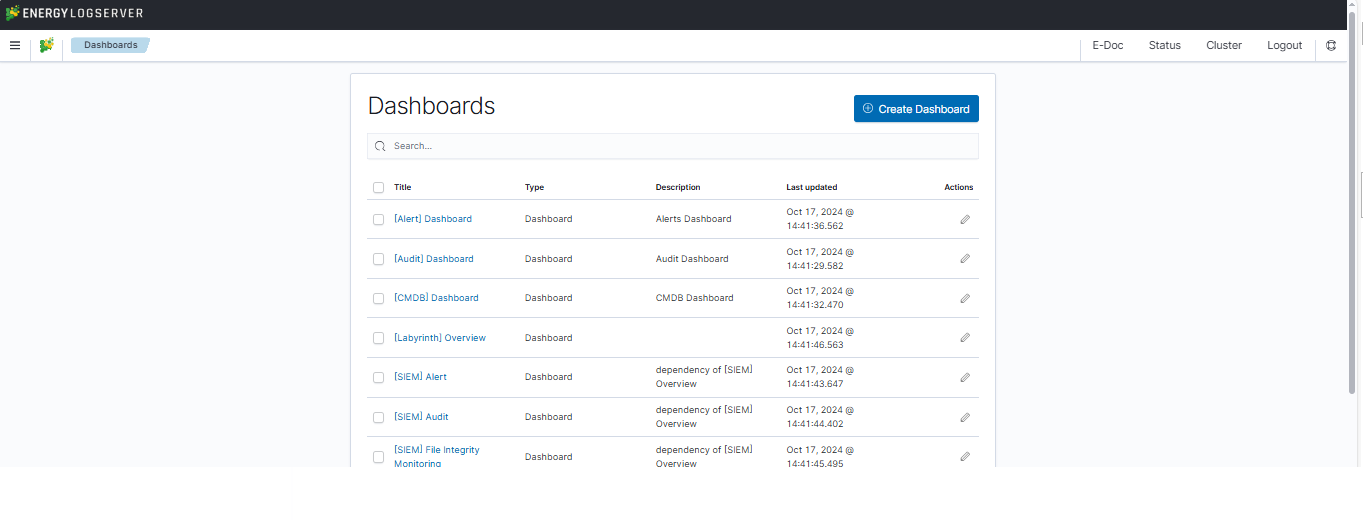 ENERGYLOGSERVER
Dashboards
E-Doc
Status
Cluster
Logout
Dashboards
Create Dashboard
Search...
Title Type Description Last updated Actions
[Alert] Dashboard Dashboard Alerts Dashboard Oct 17, 2024 @
14:41:36.562
[Audit] Dashboard Dashboard Audit Dashboard Oct 17, 2024 @
14:41:29.582
[CMDB] Dashboard Dashboard CMDB Dashboard Oct 17, 2024 @
14:41:32.470
[Labyrinth] Overview Dashboard Oct 17, 2024 @
14:41:46.563
[SIEM] Alert Dashboard dependency of [SIEM] Oct 17, 2024 @
Overview 14:41:43.647
[SIEM] Audit Dashboard dependency of [SIEM] Oct 17, 2024 @
Overview 14:41:44.402
[SIEM] File Integrity Dashboard dependency of [SIEM] Oct 17, 2024 @
Monitoring Overview 14:41:45.495